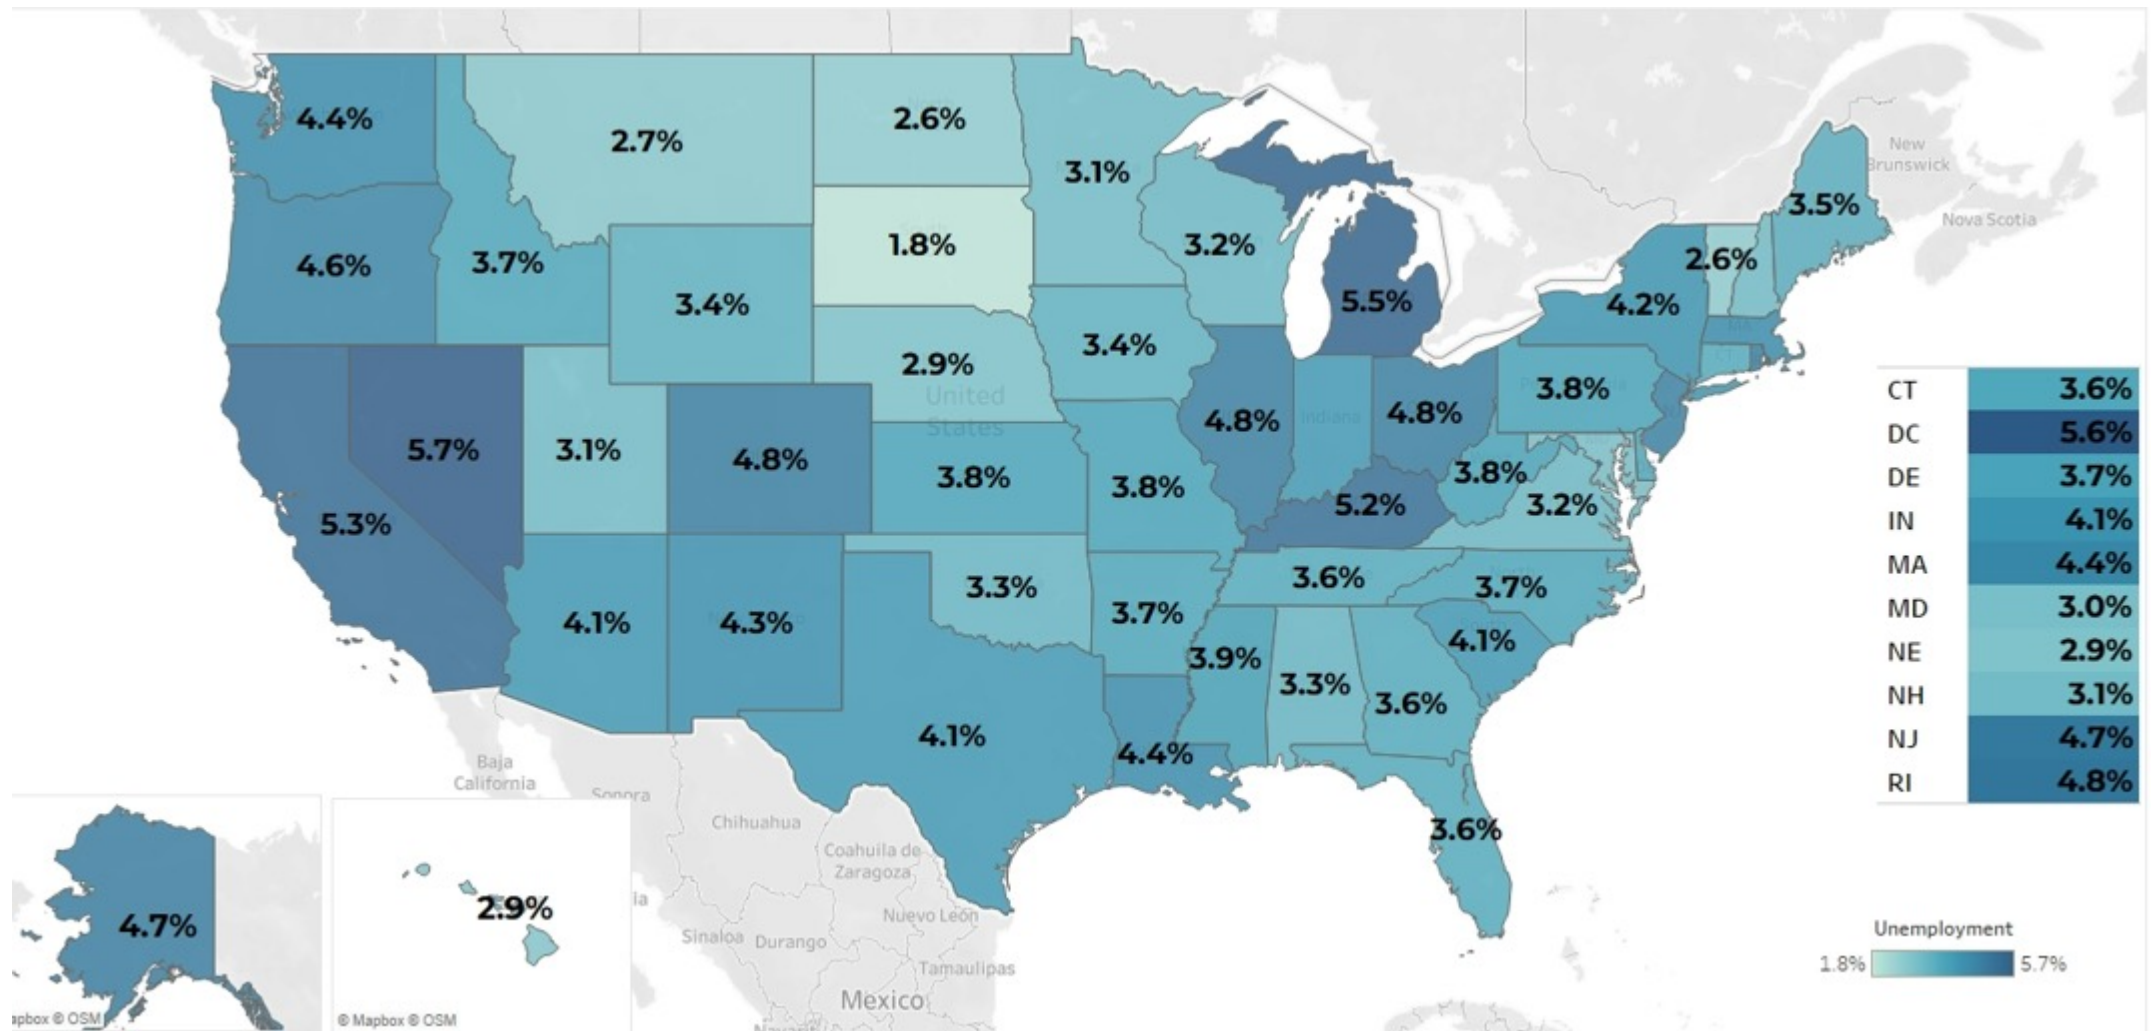 New
Brunswick
Nova Scotia
4.4%
2.7%
2.6%
3.1%
3.5%
4.6%
3.7%
3.4%
1.8%
3.2%
5.5%
2.6%
4.2%
2.9%
United
States
3.4%
4.8%
Indiana
4.8%
3.8%
MA
CT
5.3%
5.7%
3.1%
4.8%
3.8%
3.8%
5.2%
3.8%
3.2%
4.1%
4.3%
3.3%
3.7%
3.6%
North
3.7%
South
4.1%
3.9%
3.3%
3.6%
4.1%
4.4%
3.6%
CT 3.6%
DC 5.6%
DE 3.7%
IN 4.1%
MA 4.4%
MD 3.0%
NE 2.9%
NH 3.1%
NJ 4.7%
RI 4.8%
Baja
California
Sonora
Chihuahua
Coahuila de
Zaragoza
Nuevo León
Sinaloa
Durango
Tamaulipas
Mexico
4.7%
apbox © OSM
2.9%
© Mapbox © OSM
Unemployment
1.8% 5.7%